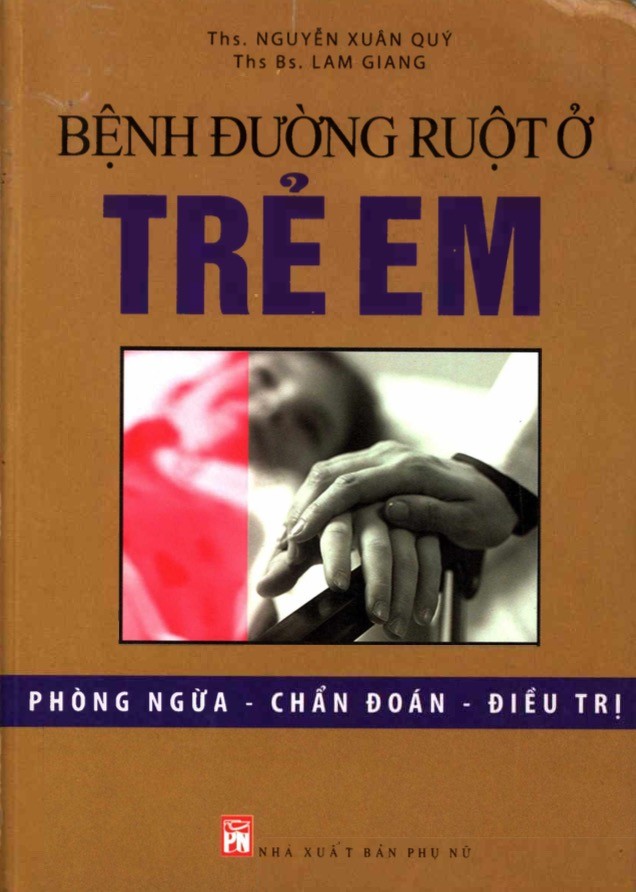 Ths. NGUYỄN XUÂN QUÝ
Ths Bs. LAM GIANG
BỆNH ĐƯỜNG RUỘT Ở
TRẺ EM
PHÒNG NGỪA - CHẨN ĐOÁN - ĐIỀU TRỊ
PN NHÀ XUẤT BẢN PHỤ NỮ